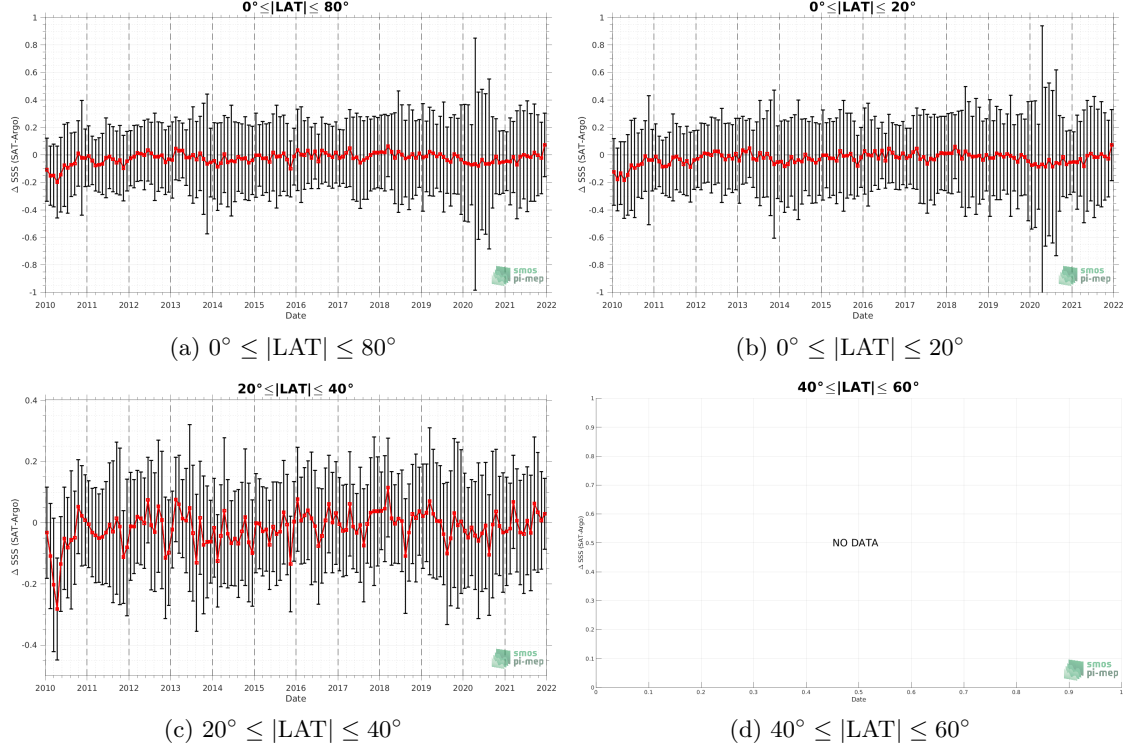 0°≤|LAT|≤ 80°
1
0.8
0.6
0.4
0.2
0
-0.2
-0.4
-0.6
-0.8
-1
Δ SSS (SAT-Argo)
2010 2011 2012 2013 2014 2015 2016 2017 2018 2019 2020 2021 2022
Date
smos
pi-mep
(a) 0° ≤ |LAT| ≤ 80°
0°≤|LAT|≤ 20°
1
0.8
0.6
0.4
0.2
0
-0.2
-0.4
-0.6
-0.8
-1
Δ SSS (SAT-Argo)
2010 2011 2012 2013 2014 2015 2016 2017 2018 2019 2020 2021 2022
Date
smos
pi-mep
(b) 0° ≤ |LAT| ≤ 20°
20°≤|LAT|≤ 40°
0.4
0.2
0
-0.2
-0.4
Δ SSS (SAT-Argo)
2010 2011 2012 2013 2014 2015 2016 2017 2018 2019 2020 2021 2022
Date
smos
pi-mep
(c) 20° ≤ |LAT| ≤ 40°
40°≤|LAT|≤ 60°
1
0.9
0.8
0.7
0.6
0.5
0.4
0.3
0.2
0.1
0
Δ SSS (SAT-Argo)
NO DATA
0 0.1 0.2 0.3 0.4 0.5 0.6 0.7 0.8 0.9 1
Date
smos
pi-mep
(d) 40° ≤ |LAT| ≤ 60°